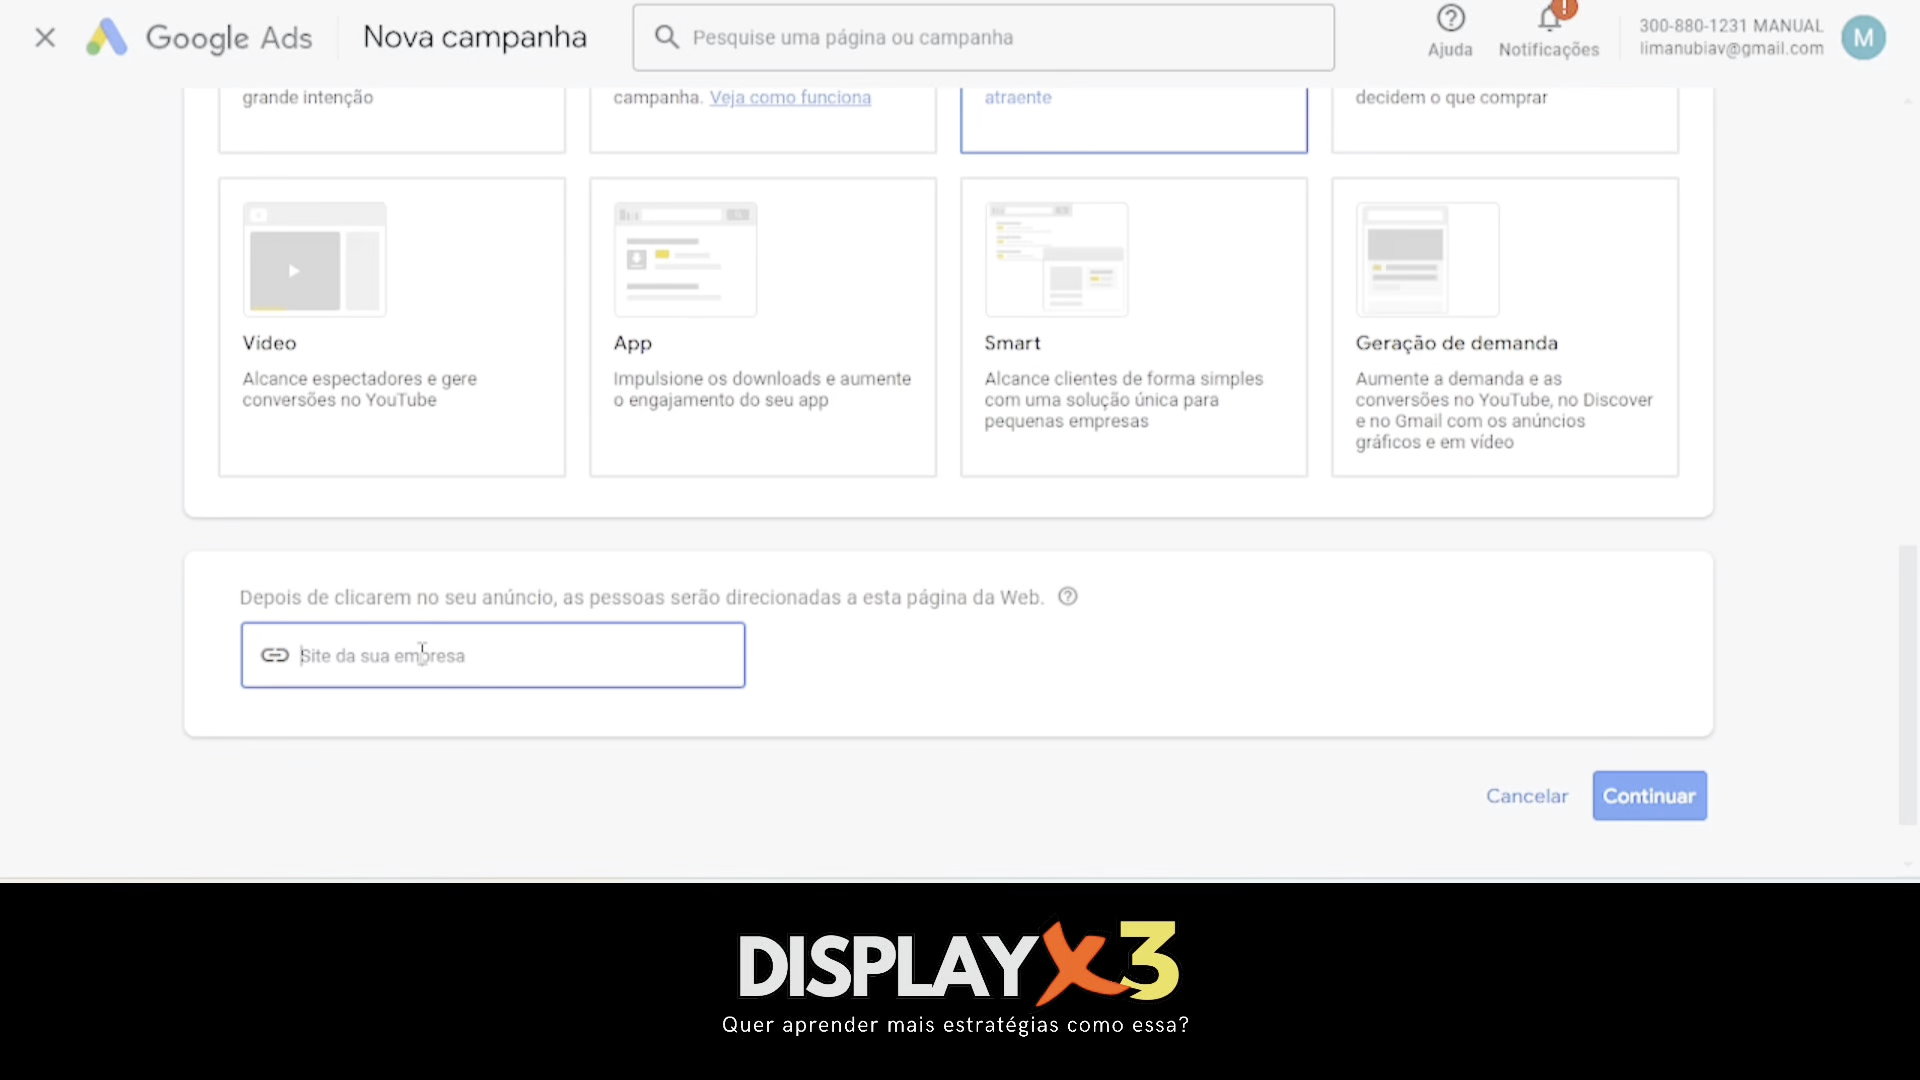 Google Ads
Nova campanha
Pesquise uma página ou campanha
Ajuda
Notificações
300-880-1231 MANUAL
limanubiav@gmail.com
M
grande intenção
campanha. Veja como funciona
atraente
decidem o que comprar
Vídeo
Alcance espectadores e gere
conversões no YouTube
App
Impulsione os downloads e aumente
o engajamento do seu app
Smart
Alcance clientes de forma simples
com uma solução única para
pequenas empresas
Geração de demanda
Aumente a demanda e as
conversões no YouTube, no Discover
e no Gmail com os anúncios
gráficos e em vídeo
Depois de clicarem no seu anúncio, as pessoas serão direcionadas a esta página da Web.
Site da sua empresa
Cancelar
Continuar
DISPLAYX3
Quer aprender mais estratégias como essa?